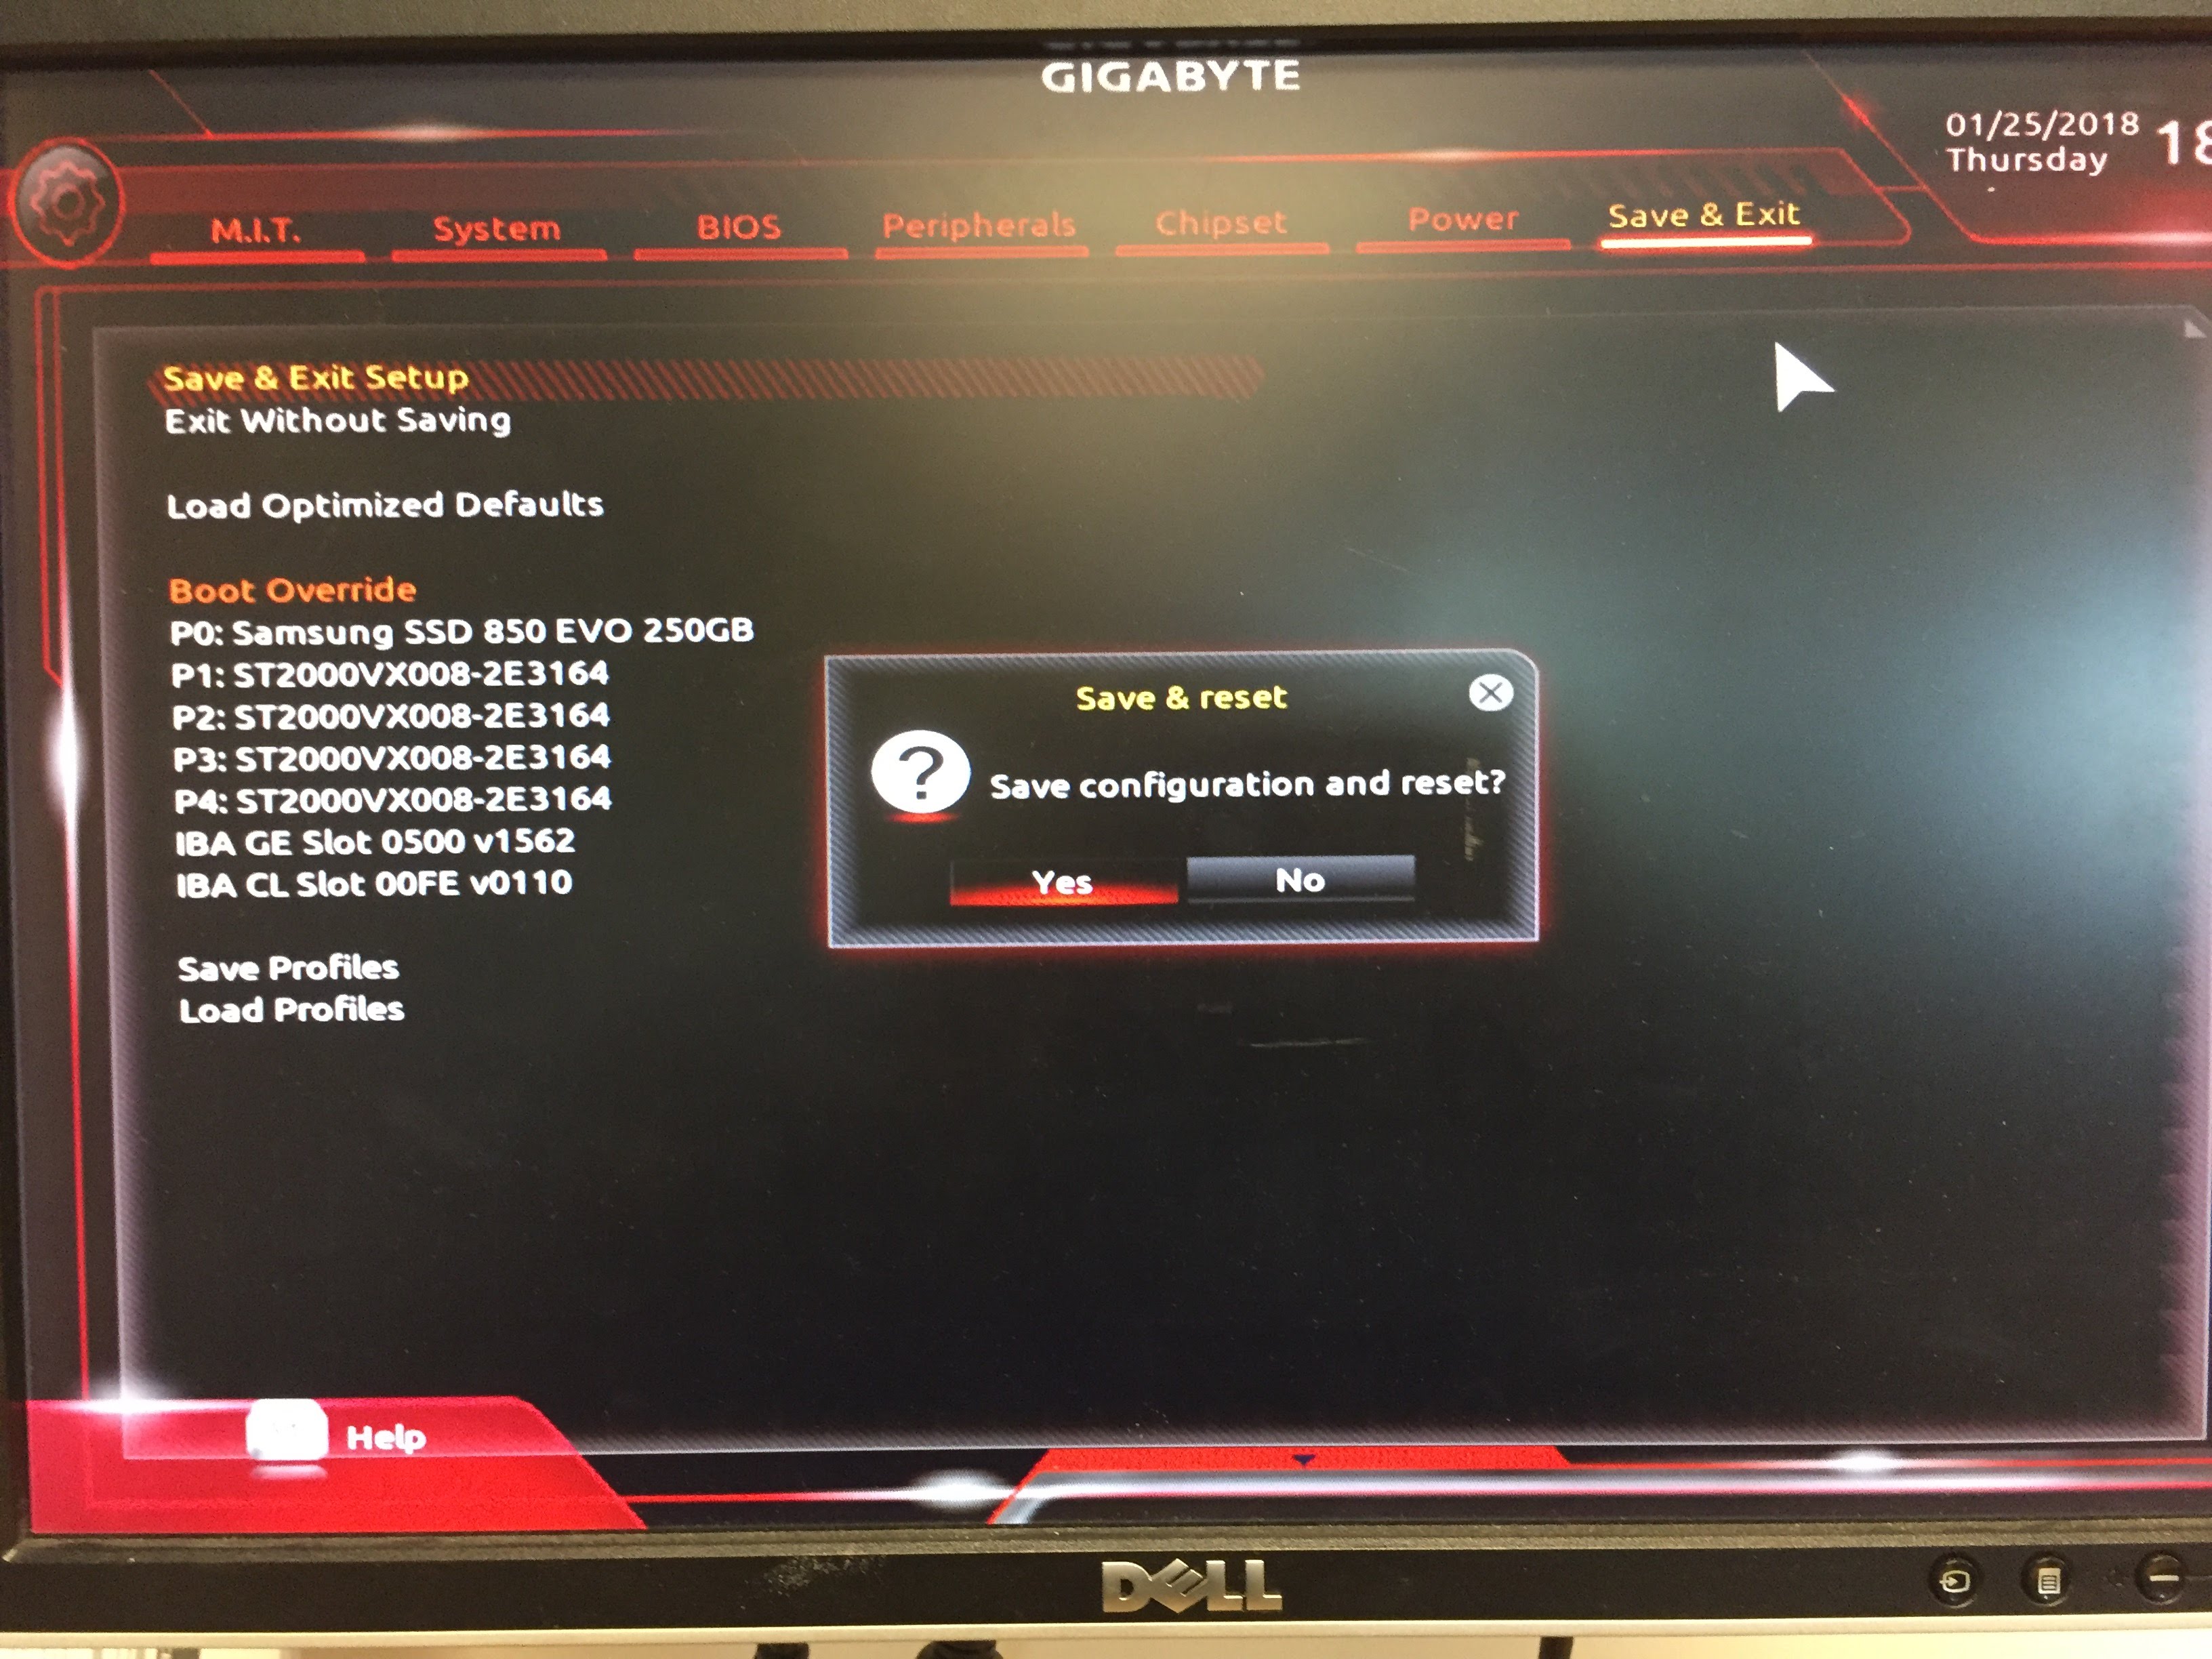 GIGABYTE
01/25/2018
Thursday
18
M.I.T.
System
BIOS
Peripherals
Chipset
Power
Save & Exit
Save & Exit Setup
Exit Without Saving
Load Optimized Defaults
Boot Override
P0: Samsung SSD 850 EVO 250GB
P1: ST2000VX008-2E3164
P2: ST2000VX008-2E3164
P3: ST2000VX008-2E3164
P4: ST2000VX008-2E3164
IBA GE Slot 0500 v1562
IBA CL Slot 00FE v0110
Save Profiles
Load Profiles
Save & reset
?
Save configuration and reset?
Yes
No
Help
DELL